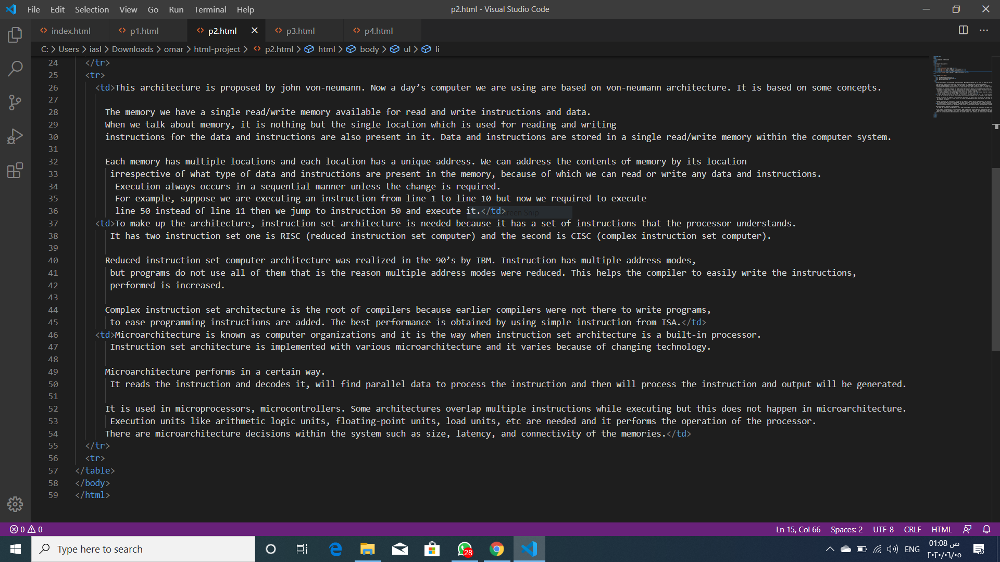 File Edit Selection View Go Run Terminal Help
p2.html - Visual Studio Code
index.html p1.html p2.html p3.html p4.html
C: > Users > iasl > Downloads > omar > html-project > p2.html > html > body > ul > li
24 </tr>
25 <tr>
26 <td>This architecture is proposed by john von-neumann. Now a day’s computer we are using are based on von-neumann architecture. It is based on some concepts.
27
28 The memory we have a single read/write memory available for read and write instructions and data.
29 When we talk about memory, it is nothing but the single location which is used for reading and writing
30 instructions for the data and instructions are also present in it. Data and instructions are stored in a single read/write memory within the computer system.
31
32 Each memory has multiple locations and each location has a unique address. We can address the contents of memory by its location
33 irrespective of what type of data and instructions are present in the memory, because of which we can read or write any data and instructions.
34 Execution always occurs in a sequential manner unless the change is required.
35 For example, suppose we are executing an instruction from line 1 to line 10 but now we required to execute
36 line 50 instead of line 11 then we jump to instruction 50 and execute it.</td>
Screen Snip
37 <td>To make up the architecture, instruction set architecture is needed because it has a set of instructions that the processor understands.
38 It has two instruction set one is RISC (reduced instruction set computer) and the second is CISC (complex instruction set computer).
39
40 Reduced instruction set computer architecture was realized in the 90’s by IBM. Instruction has multiple address modes,
41 but programs do not use all of them that is the reason multiple address modes were reduced. This helps the compiler to easily write the instructions,
42 performed is increased.
43
44 Complex instruction set architecture is the root of compilers because earlier compilers were not there to write programs,
45 to ease programming instructions are added. The best performance is obtained by using simple instruction from ISA.</td>
46 <td>Microarchitecture is known as computer organizations and it is the way when instruction set architecture is a built-in processor.
47 Instruction set architecture is implemented with various microarchitecture and it varies because of changing technology.
48
49 Microarchitecture performs in a certain way.
50 It reads the instruction and decodes it, will find parallel data to process the instruction and then will process the instruction and output will be generated.
51
52 It is used in microprocessors, microcontrollers. Some architectures overlap multiple instructions while executing but this does not happen in microarchitecture.
53 Execution units like arithmetic logic units, floating-point units, load units, etc are needed and it performs the operation of the processor.
54 There are microarchitecture decisions within the system such as size, latency, and connectivity of the memories.</td>
55 </tr>
56 <tr>
57 </table>
58 </body>
59 </html>
0 0
Ln 15, Col 66 Spaces: 2 UTF-8 CRLF HTML
Type here to search
28
ENG
01:08 ص
٢٠٢٠/٠٦/٠٥